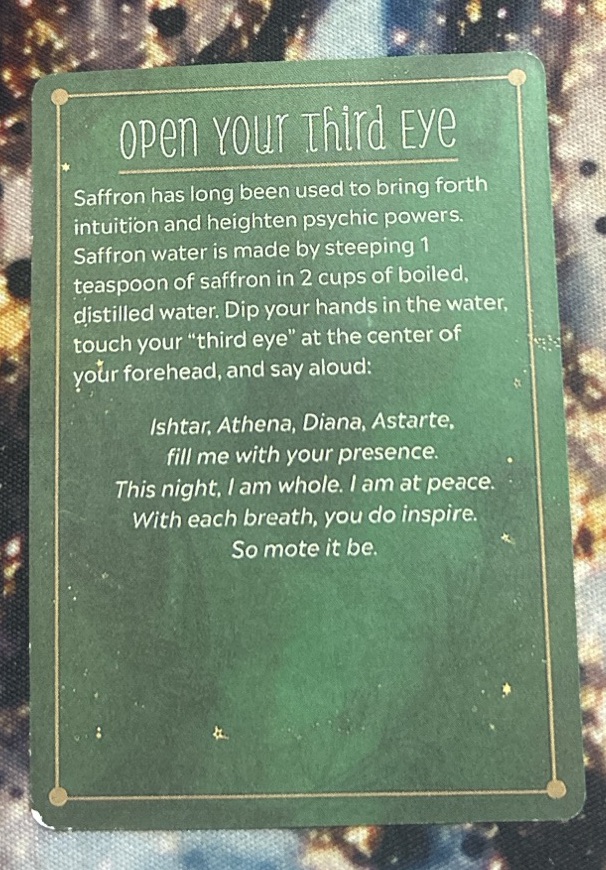 Open Your Third Eye
Saffron has long been used to bring forth
intuition and heighten psychic powers.
Saffron water is made by steeping 1
teaspoon of saffron in 2 cups of boiled,
distilled water. Dip your hands in the water,
touch your “third eye” at the center of
your forehead, and say aloud:
Ishtar, Athena, Diana, Astarte,
fill me with your presence.
This night, I am whole. I am at peace.
With each breath, you do inspire.
So mote it be.